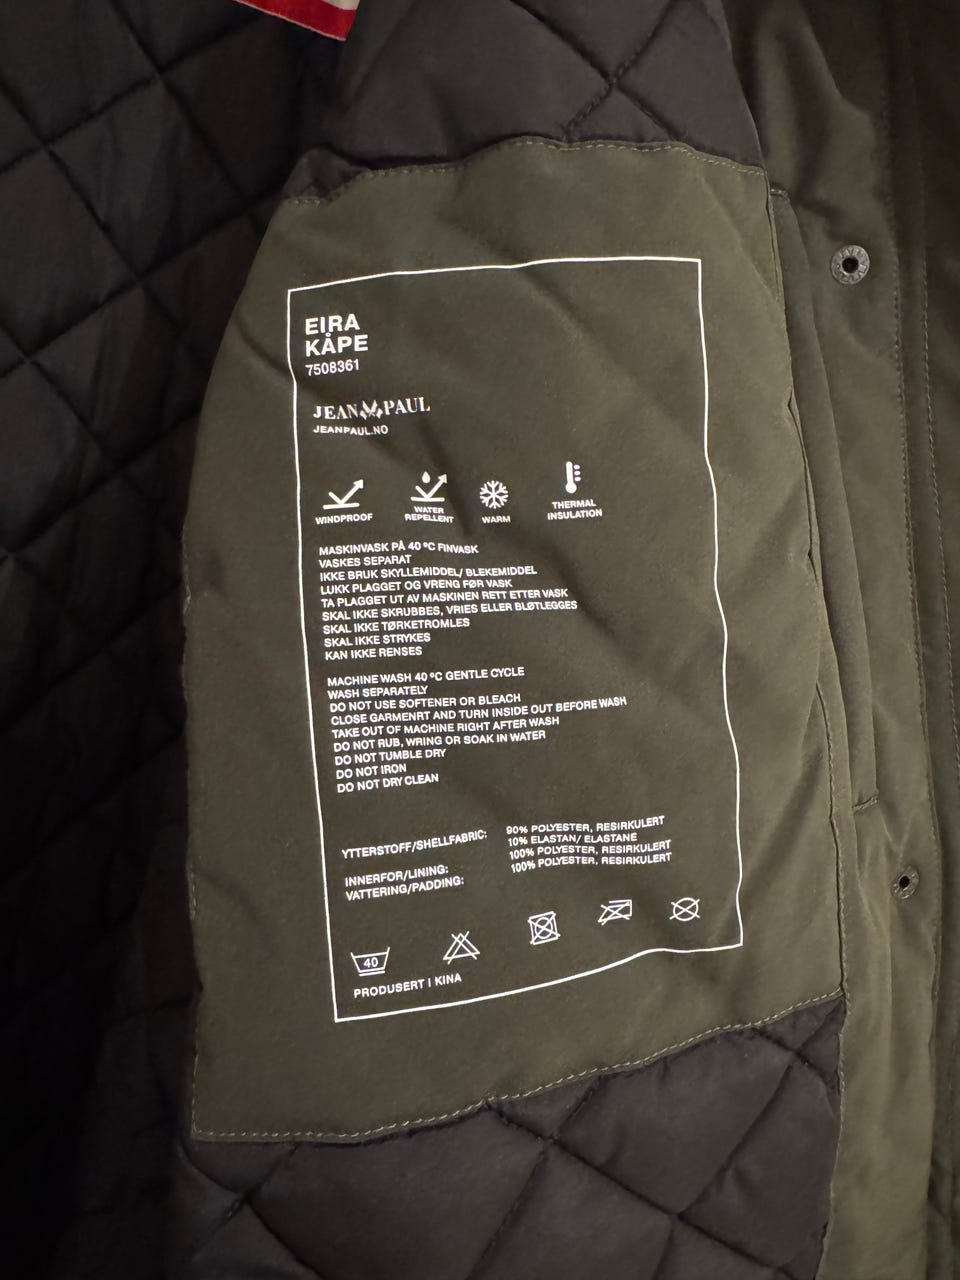 EIRA
KÅPE
7508361
JEAN PAUL
JEANPAUL.NO
WINDPROOF
WATER
REPELLENT
WARM
THERMAL
INSULATION
MASKINVASK PÅ 40 ºC FINVASK
VASKES SEPARAT
IKKE BRUK SKYLLEMIDDEL/ BLEKEMIDDEL
LUKK PLAGGET OG VRENG FØR VASK
TA PLAGGET UT AV MASKINEN RETT ETTER VASK
SKAL IKKE SKRUBBES, VRIES ELLER BLØTLEGGES
SKAL IKKE TØRKETROMLES
SKAL IKKE STRYKES
KAN IKKE RENSES
MACHINE WASH 40 ºC GENTLE CYCLE
WASH SEPARATELY
DO NOT USE SOFTENER OR BLEACH
CLOSE GARMENRT AND TURN INSIDE OUT BEFORE WASH
TAKE OUT OF MACHINE RIGHT AFTER WASH
DO NOT RUB, WRING OR SOAK IN WATER
DO NOT TUMBLE DRY
DO NOT IRON
DO NOT DRY CLEAN
YTTERSTOFF/SHELLFABRIC: 90% POLYESTER, RESIRKULERT
10% ELASTAN/ ELASTANE
INNERFOR/LINING: 100% POLYESTER, RESIRKULERT
VATTERING/PADDING: 100% POLYESTER, RESIRKULERT
40
PRODUSERT I KINA